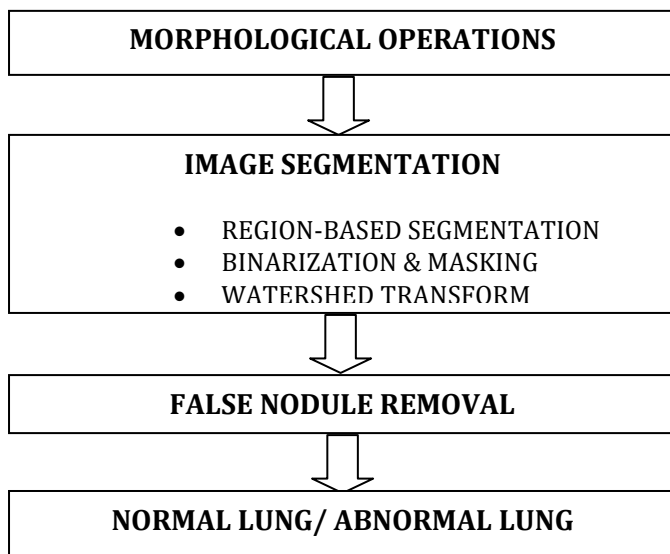 MORPHOLOGICAL OPERATIONS
IMAGE SEGMENTATION
• REGION-BASED SEGMENTATION
• BINARIZATION & MASKING
• WATERSHED TRANSFORM
FALSE NODULE REMOVAL
NORMAL LUNG/ ABNORMAL LUNG